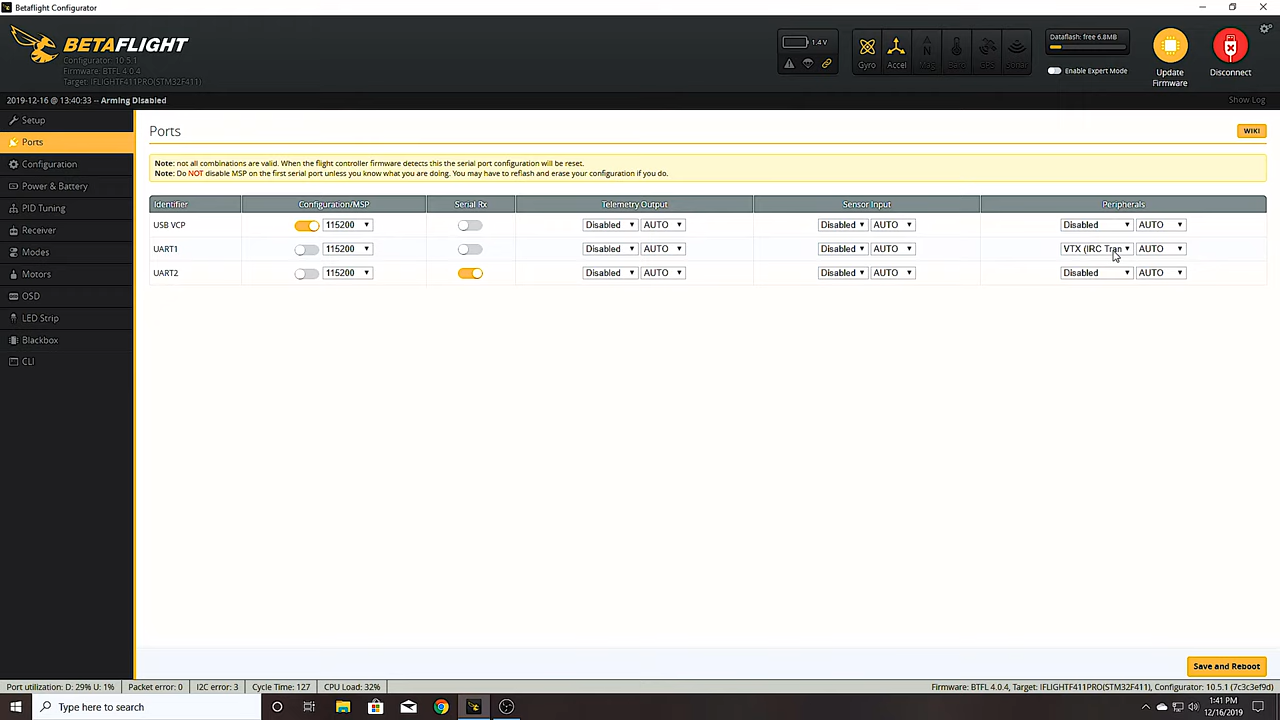 Betaflight Configurator
BETAFLIGHT
Configurator: 10.5.1
Firmware: BTFL 4.0.4
Target: IFLIGHTF411PRO(STM32F411)
1.4 V
Gyro
Accel
Mag
Baro
GPS
Sonar
Dataflash: free 6.8MB
Enable Expert Mode
Update Firmware
Disconnect
2019-12-16 @ 13:40:33 -- Arming Disabled
Show Log
Setup
Ports
Configuration
Power & Battery
PID Tuning
Receiver
Modes
Motors
OSD
LED Strip
Blackbox
CLI
Ports
WIKI
Note: not all combinations are valid. When the flight controller firmware detects this the serial port configuration will be reset.
Note: Do NOT disable MSP on the first serial port unless you know what you are doing. You may have to reflash and erase your configuration if you do.
Identifier Configuration/MSP Serial Rx Telemetry Output Sensor Input Peripherals
USB VCP 115200 Disabled AUTO Disabled AUTO Disabled AUTO
UART1 115200 Disabled AUTO Disabled AUTO VTX (IRC Tran AUTO
UART2 115200 Disabled AUTO Disabled AUTO Disabled AUTO
Save and Reboot
Port utilization: D: 29% U: 1% Packet error: 0 I2C error: 3 Cycle Time: 127 CPU Load: 32% Firmware: BTFL 4.0.4, Target: IFLIGHTF411PRO(STM32F411), Configurator: 10.5.1 (7c3c3ef9d)
Type here to search
1:41 PM
12/16/2019